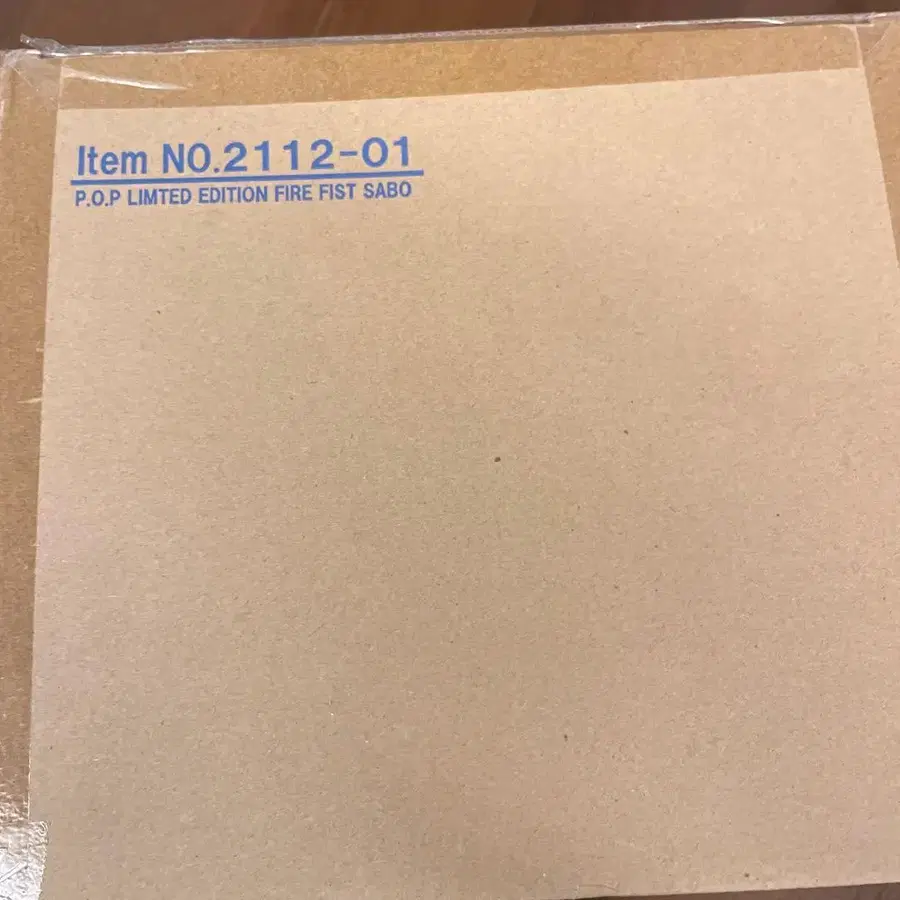 Item NO.2112-01
P.O.P LIMTED EDITION FIRE FIST SABO